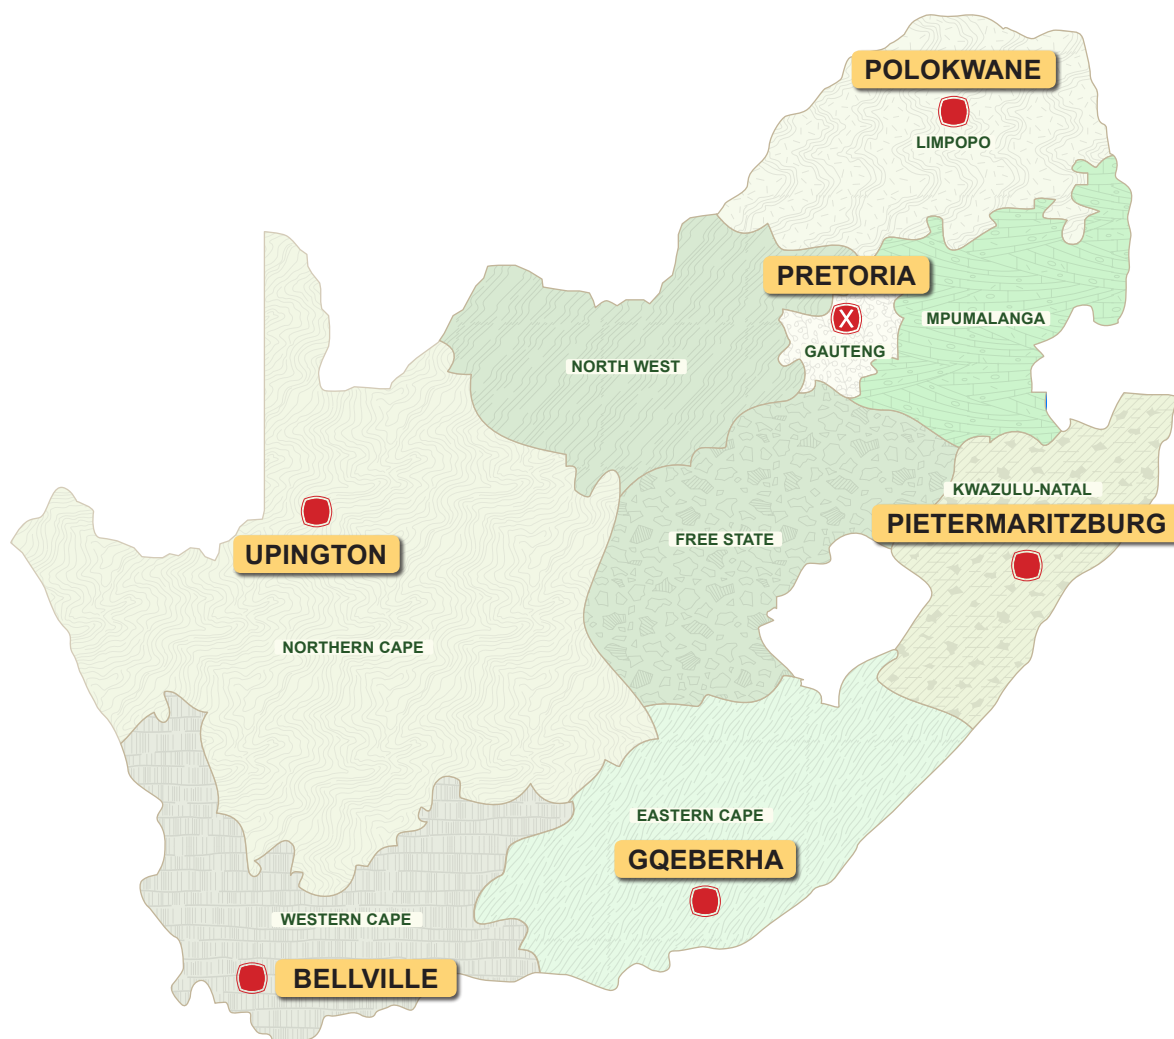 POLOKWANE
LIMPOPO
PRETORIA
X
GAUTENG
MPUMALANGA
NORTH WEST
KWAZULU-NATAL
PIETERMARITZBURG
FREE STATE
UPINGTON
NORTHERN CAPE
EASTERN CAPE
GQEBERHA
WESTERN CAPE
BELLVILLE